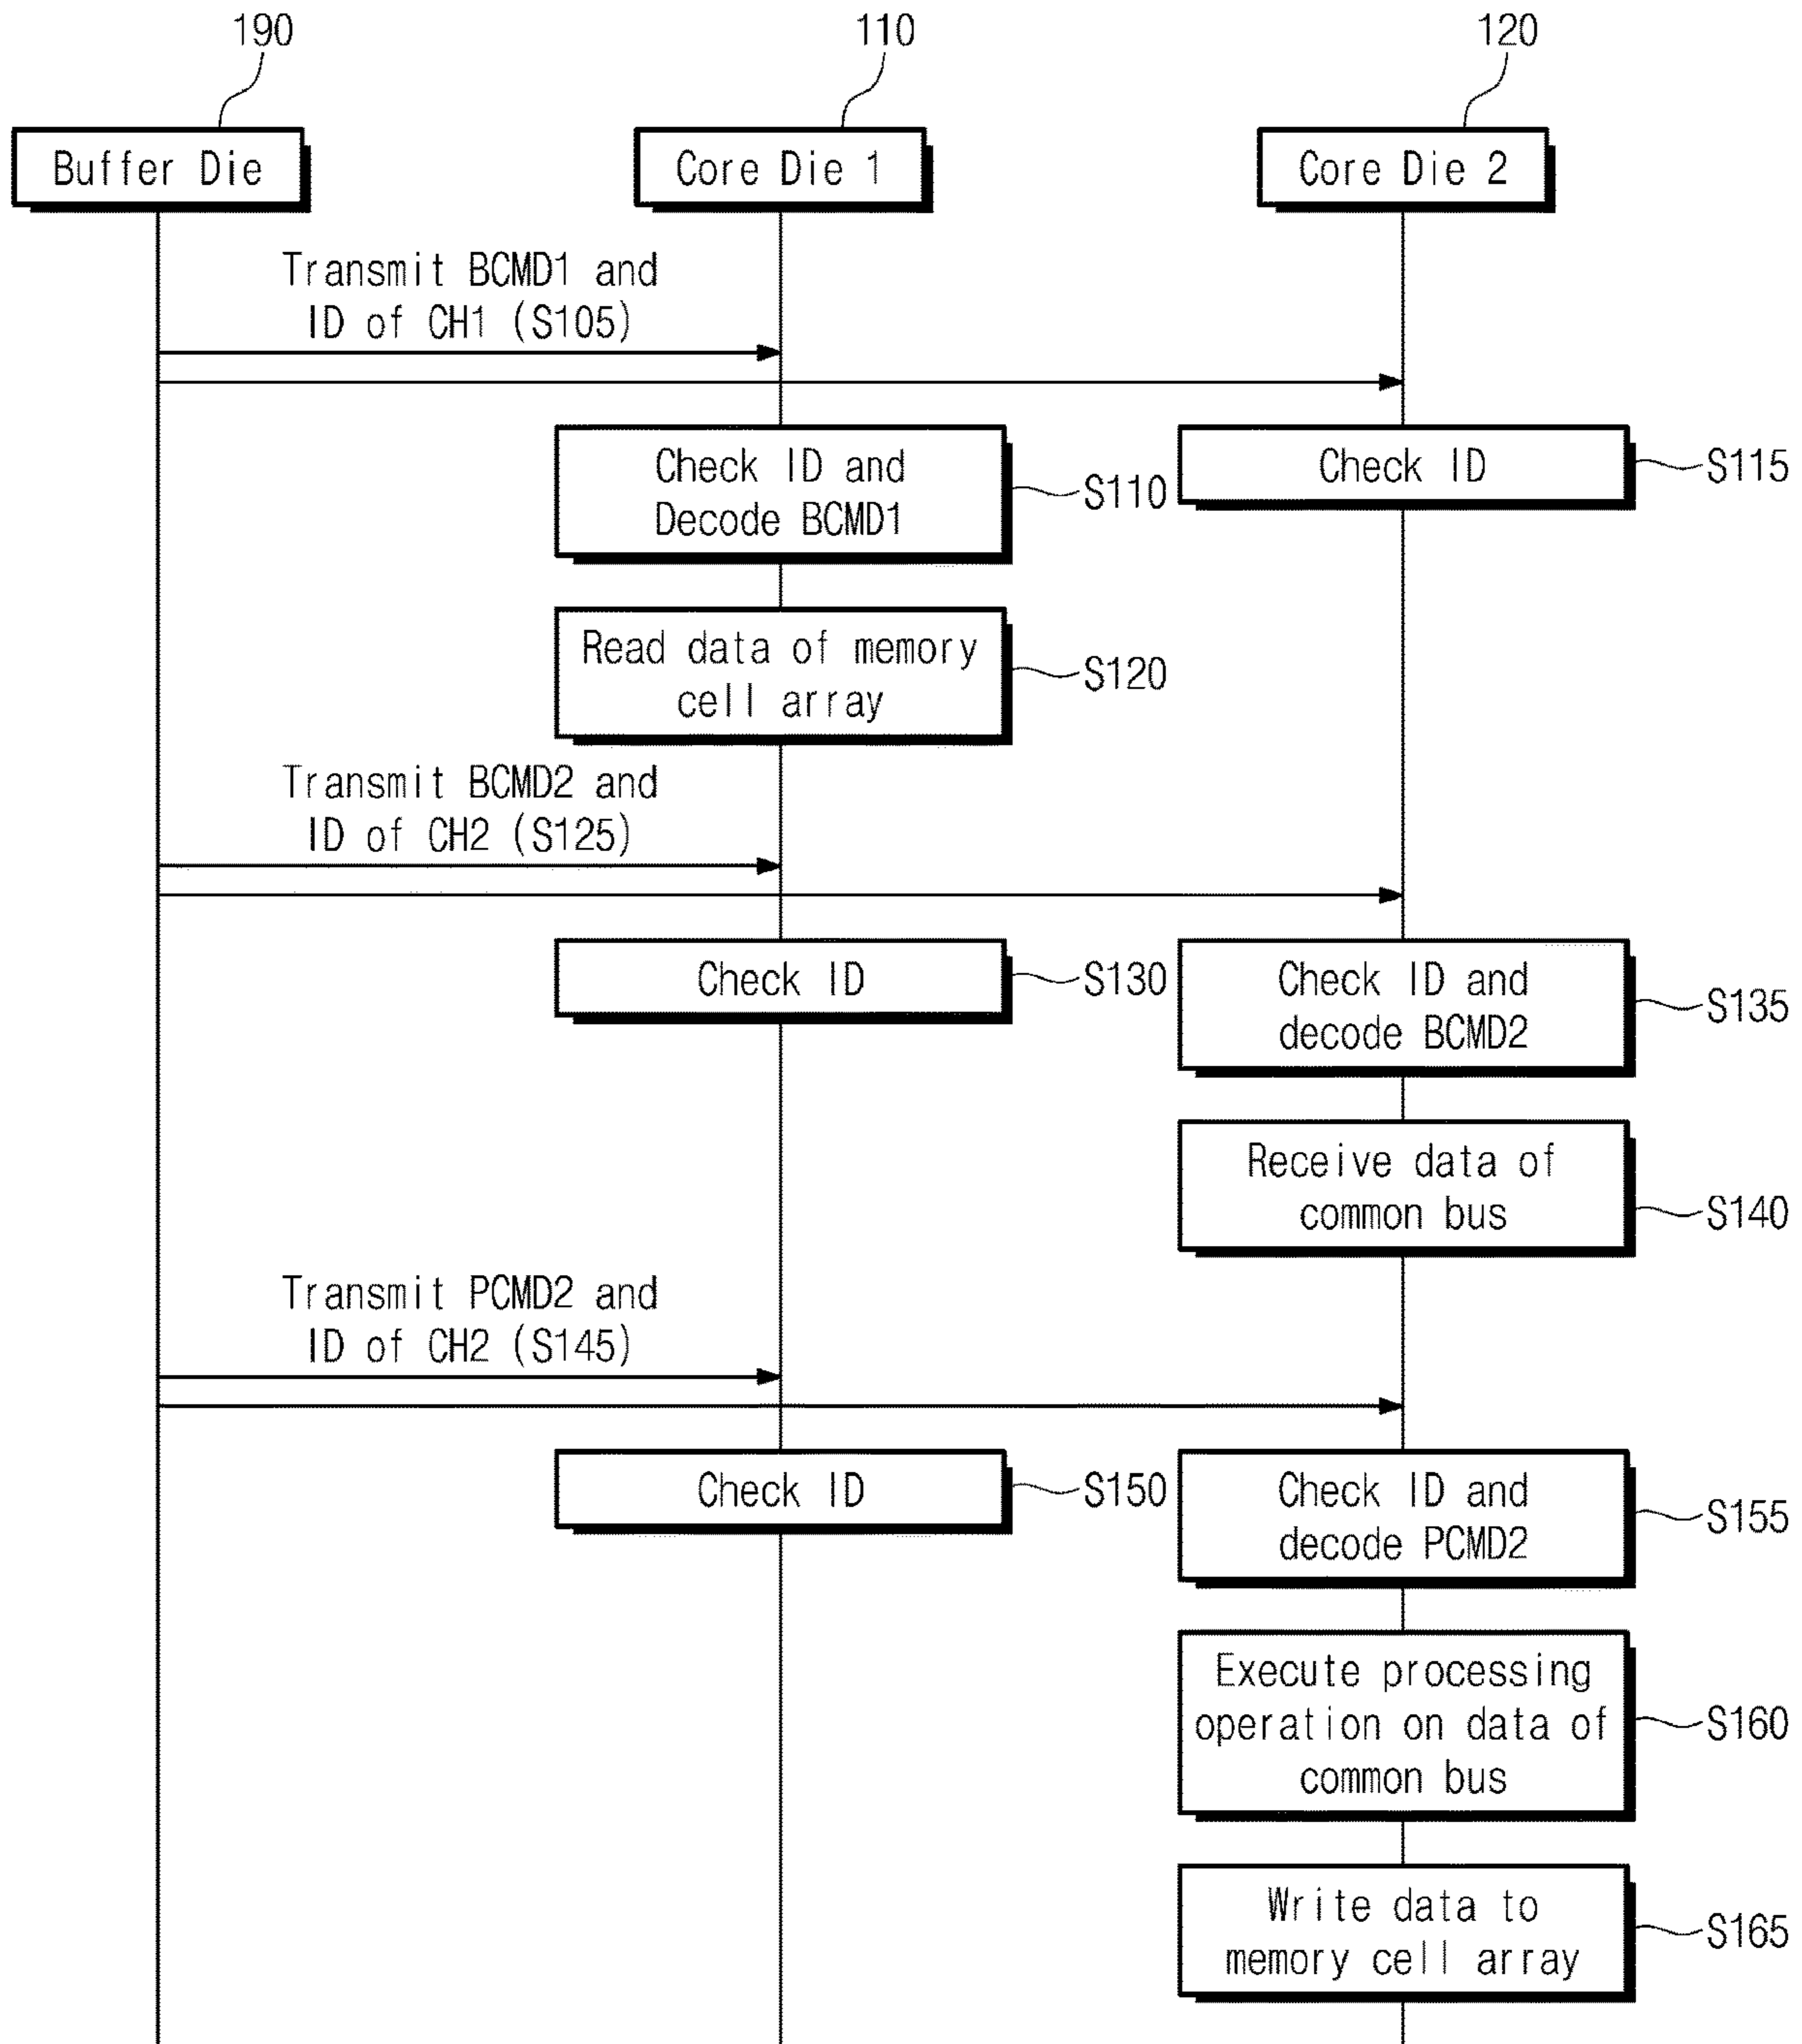 190
110
120
Buffer Die
Core Die 1
Core Die 2
Transmit BCMD1 and
ID of CH1 (S105)
Check ID and
Decode BCMD1
S110
Check ID
S115
Read data of memory
cell array
S120
Transmit BCMD2 and
ID of CH2 (S125)
Check ID
S130
Check ID and
decode BCMD2
S135
Receive data of
common bus
S140
Transmit PCMD2 and
ID of CH2 (S145)
Check ID
S150
Check ID and
decode PCMD2
S155
Execute processing
operation on data of
common bus
S160
Write data to
memory cell array
S165